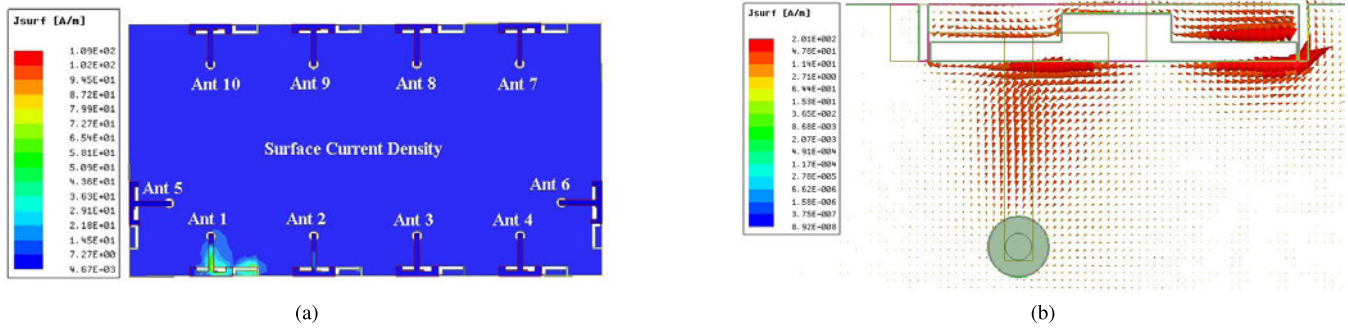 Jsurf [A/m]
1.09E+02
1.02E+02
9.45E+01
8.72E+01
7.99E+01
7.27E+01
6.54E+01
5.81E+01
5.09E+01
4.36E+01
3.63E+01
2.91E+01
2.18E+01
1.45E+01
7.27E+00
4.67E-03
Ant 10
Ant 9
Ant 8
Ant 7
Surface Current Density
Ant 5
Ant 6
Ant 1
Ant 2
Ant 3
Ant 4
(a)
Jsurf [A/m]
2.01E+002
4.78E+001
1.14E+001
2.71E+000
6.44E-001
1.53E-001
3.65E-002
8.68E-003
2.07E-003
4.91E-004
1.17E-004
2.78E-005
6.62E-006
1.58E-006
3.75E-007
8.92E-008
(b)